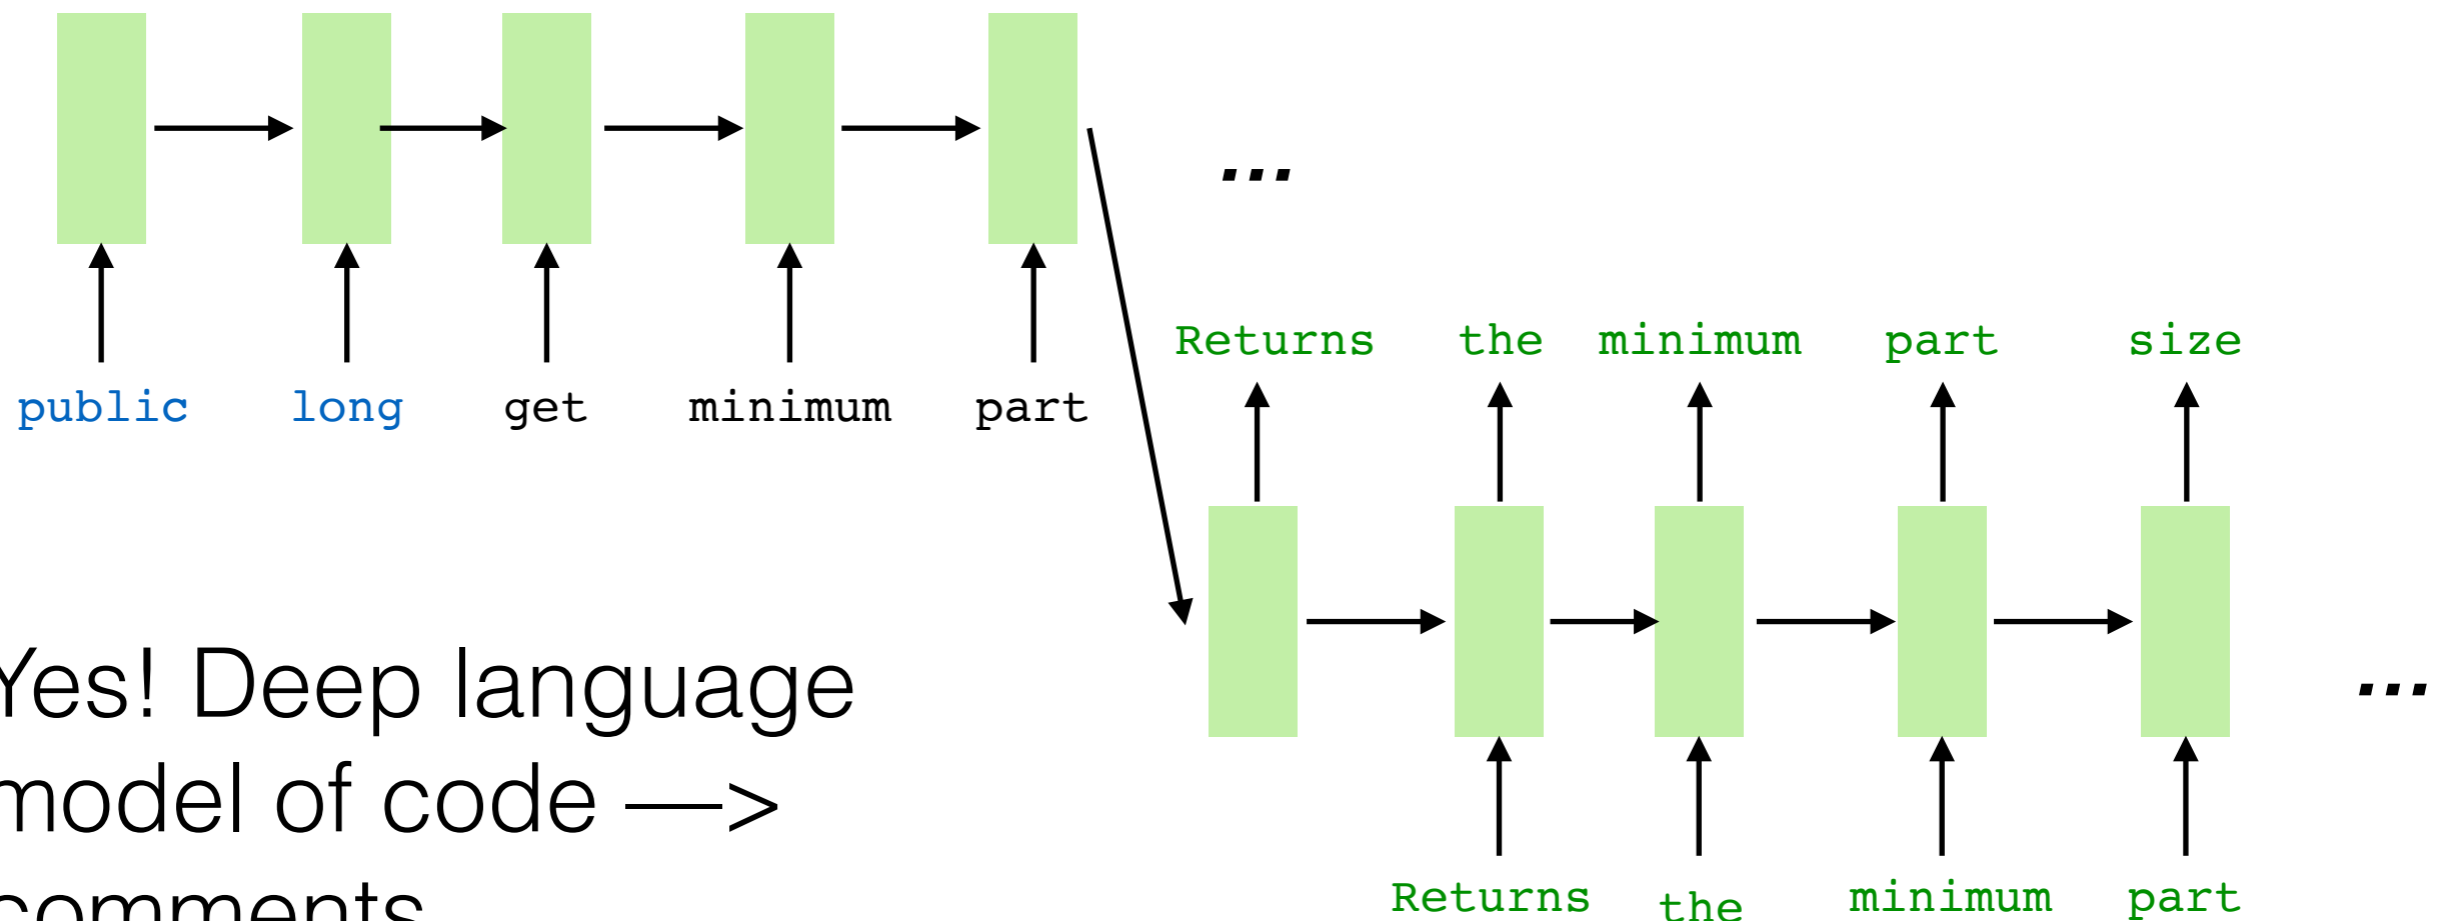 ...
Returns the minimum part size
public long get minimum part
Yes! Deep language
model of code —>
comments
...
Returns the minimum part